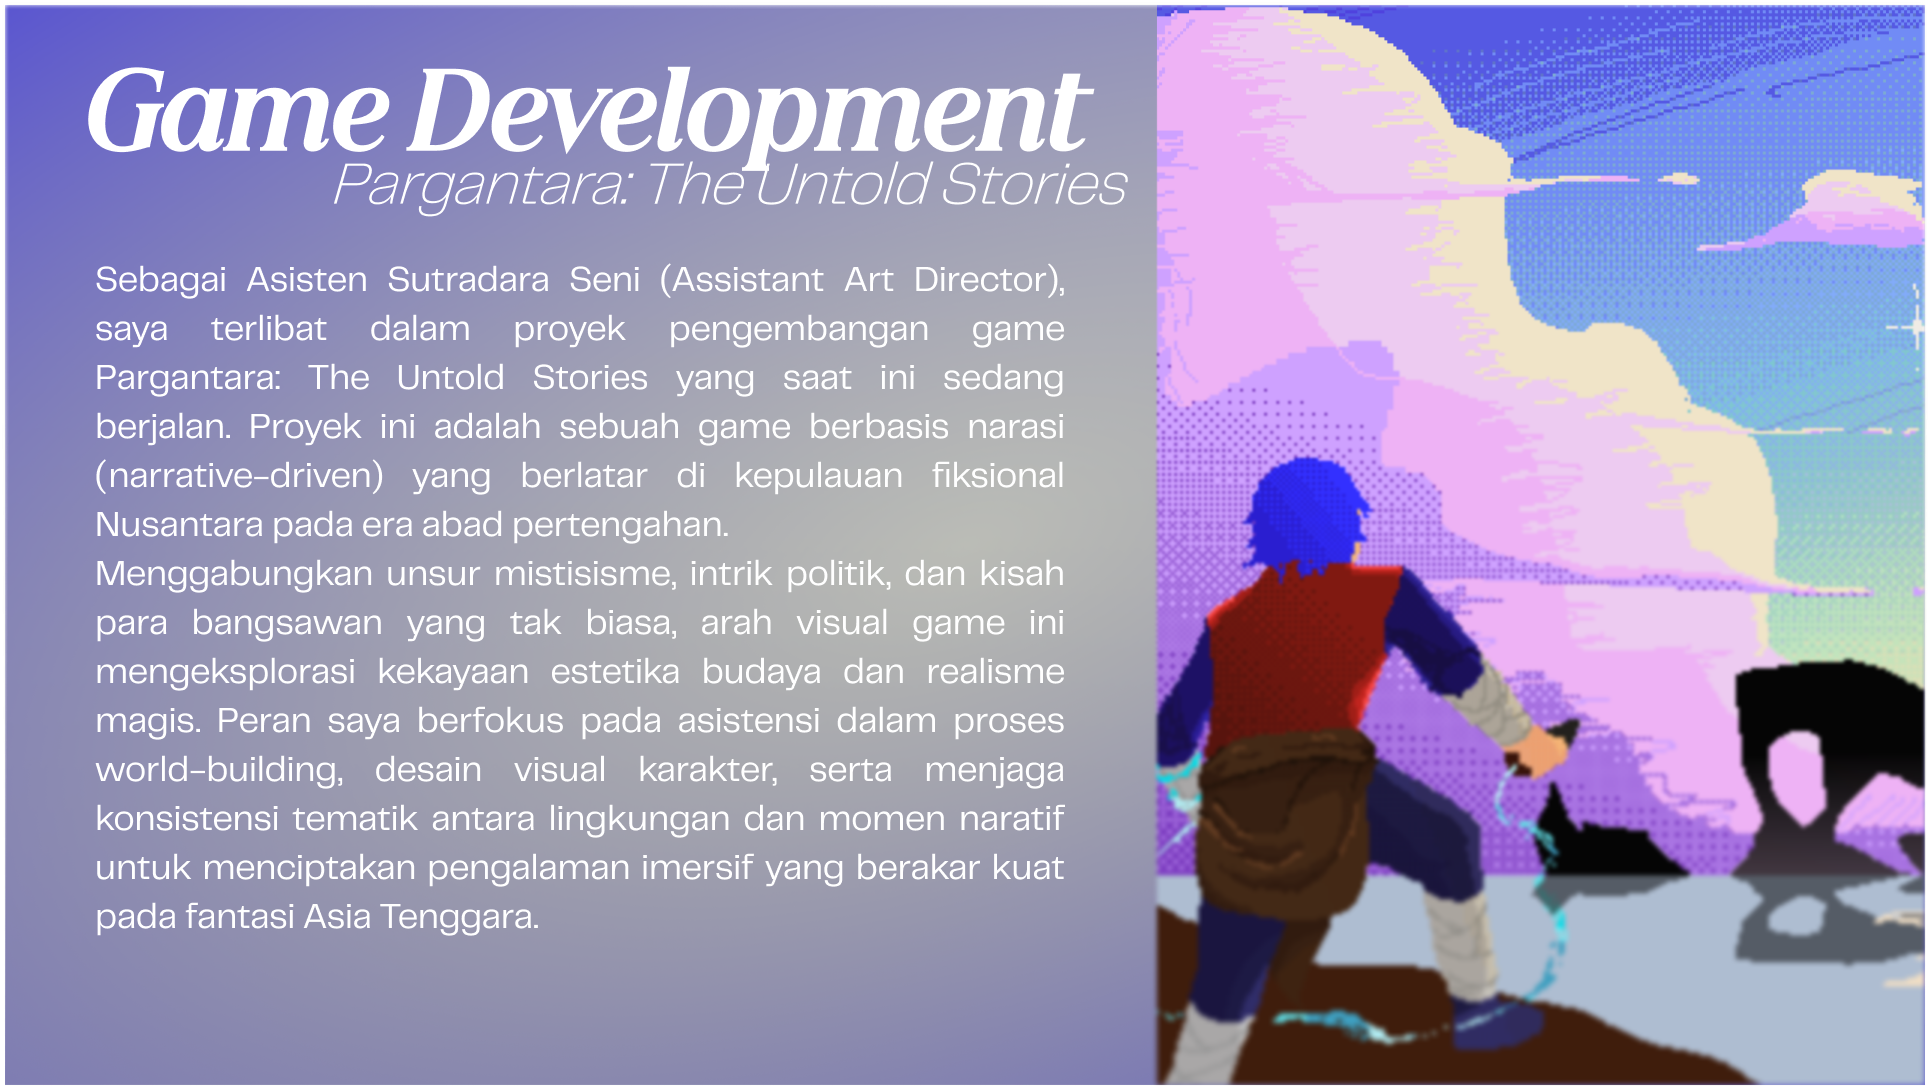 Game Development
Pargantara: The Untold Stories
Sebagai Asisten Sutradara Seni (Assistant Art Director),
saya terlibat dalam proyek pengembangan game
Pargantara: The Untold Stories yang saat ini sedang
berjalan. Proyek ini adalah sebuah game berbasis narasi
(narrative-driven) yang berlatar di kepulauan fiksional
Nusantara pada era abad pertengahan.
Menggabungkan unsur mistisisme, intrik politik, dan kisah
para bangsawan yang tak biasa, arah visual game ini
mengeksplorasi kekayaan estetika budaya dan realisme
magis. Peran saya berfokus pada asistensi dalam proses
world-building, desain visual karakter, serta menjaga
konsistensi tematik antara lingkungan dan momen naratif
untuk menciptakan pengalaman imersif yang berakar kuat
pada fantasi Asia Tenggara.